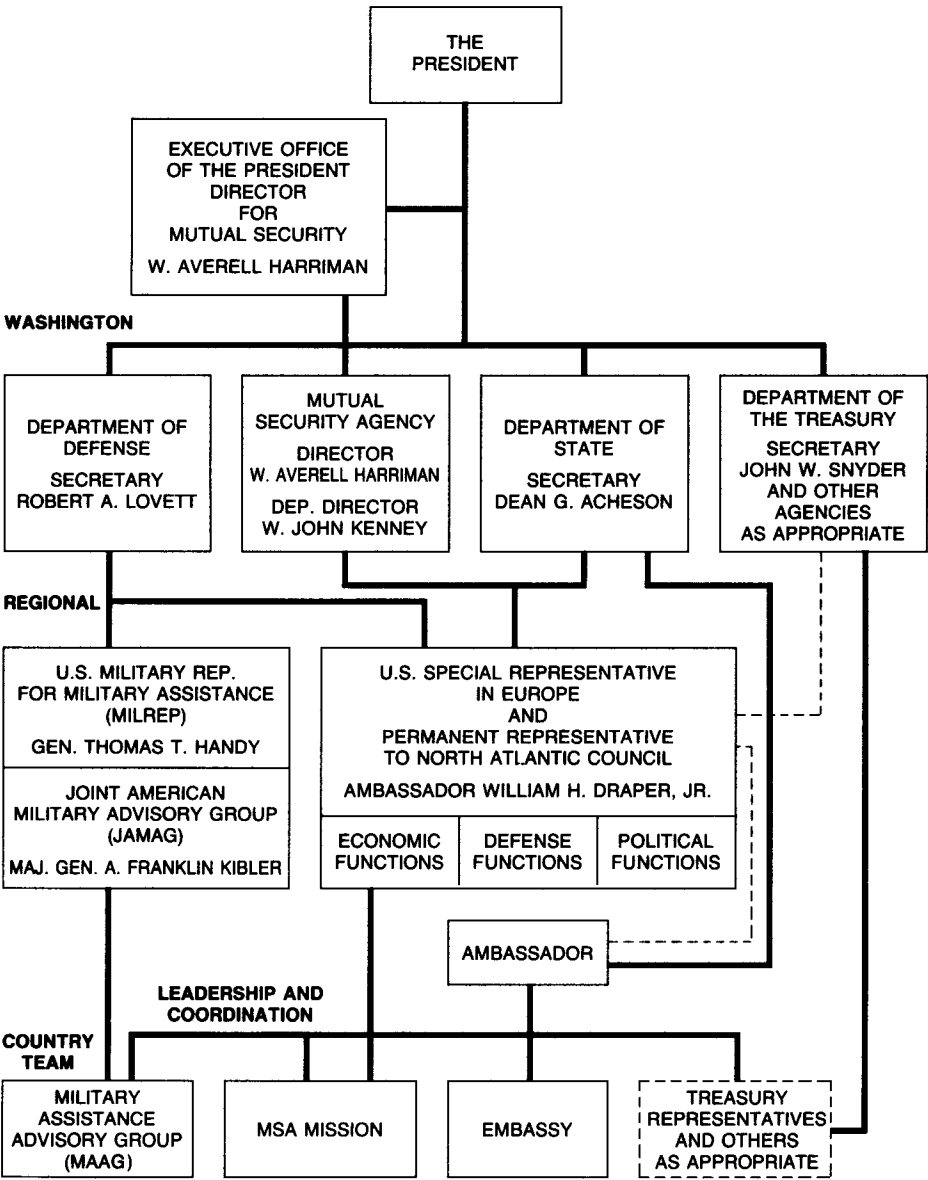 THE
PRESIDENT
EXECUTIVE OFFICE
OF THE PRESIDENT
DIRECTOR
FOR
MUTUAL SECURITY
W. AVERELL HARRIMAN
WASHINGTON
DEPARTMENT OF
DEFENSE
SECRETARY
ROBERT A. LOVETT
MUTUAL
SECURITY AGENCY
DIRECTOR
W. AVERELL HARRIMAN
DEP. DIRECTOR
W. JOHN KENNEY
DEPARTMENT OF
STATE
SECRETARY
DEAN G. ACHESON
DEPARTMENT OF
THE TREASURY
SECRETARY
JOHN W. SNYDER
AND OTHER
AGENCIES
AS APPROPRIATE
REGIONAL
U.S. MILITARY REP.
FOR MILITARY ASSISTANCE
(MILREP)
GEN. THOMAS T. HANDY
JOINT AMERICAN
MILITARY ADVISORY GROUP
(JAMAG)
MAJ. GEN. A. FRANKLIN KIBLER
U.S. SPECIAL REPRESENTATIVE
IN EUROPE
AND
PERMANENT REPRESENTATIVE
TO NORTH ATLANTIC COUNCIL
AMBASSADOR WILLIAM H. DRAPER, JR.
ECONOMIC
FUNCTIONS
DEFENSE
FUNCTIONS
POLITICAL
FUNCTIONS
AMBASSADOR
LEADERSHIP AND
COORDINATION
COUNTRY
TEAM
MILITARY
ASSISTANCE
ADVISORY GROUP
(MAAG)
MSA MISSION
EMBASSY
TREASURY
REPRESENTATIVES
AND OTHERS
AS APPROPRIATE